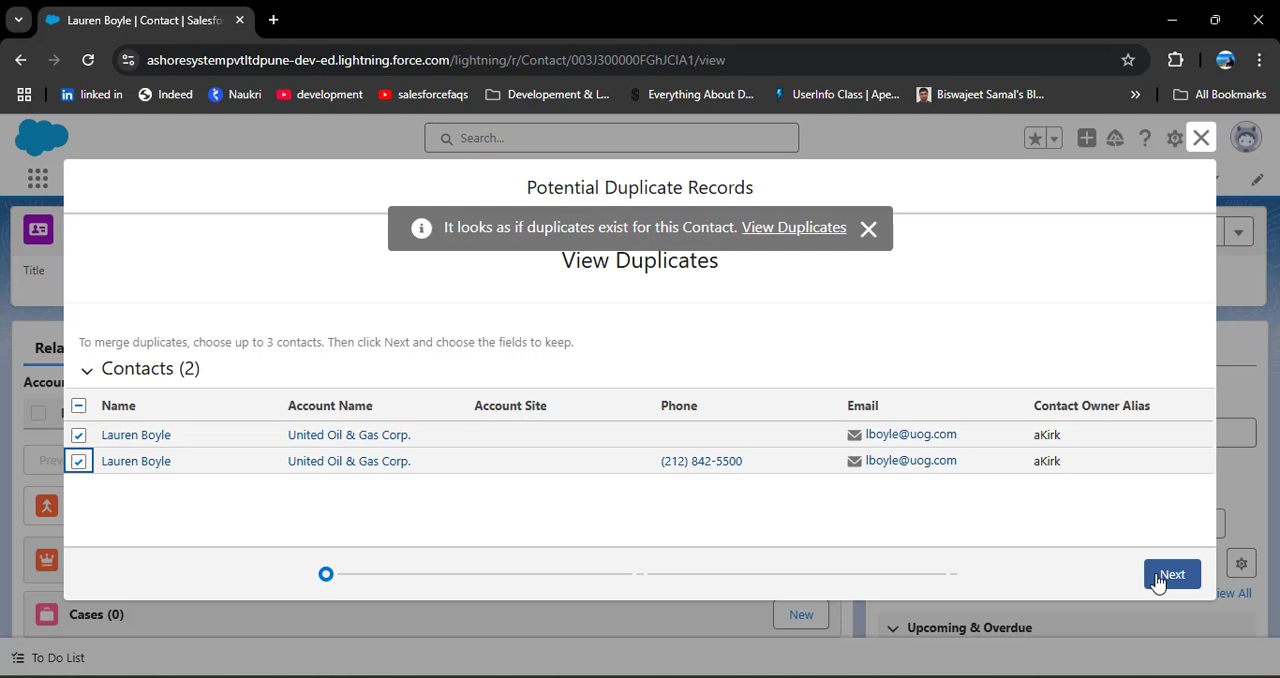 Lauren Boyle | Contact | Salesfo
ashoresystempvtltdpune-dev-ed.lightning.force.com/lightning/r/Contact/003J300000FGhJCIA1/view
linked in
Indeed
Naukri
development
salesforcefaqs
Developement & L...
Everything About D...
UserInfo Class | Ape...
Biswajeet Samal's Bl...
»
All Bookmarks
Search...
Potential Duplicate Records
It looks as if duplicates exist for this Contact. View Duplicates
View Duplicates
Title
To merge duplicates, choose up to 3 contacts. Then click Next and choose the fields to keep.
Rela
Contacts (2)
Accou
Name Account Name Account Site Phone Email Contact Owner Alias
Lauren Boyle United Oil & Gas Corp. lboyle@uog.com aKirk
Lauren Boyle United Oil & Gas Corp. (212) 842-5500 lboyle@uog.com aKirk
Prev
Next
iew All
Cases (0)
New
Upcoming & Overdue
To Do List